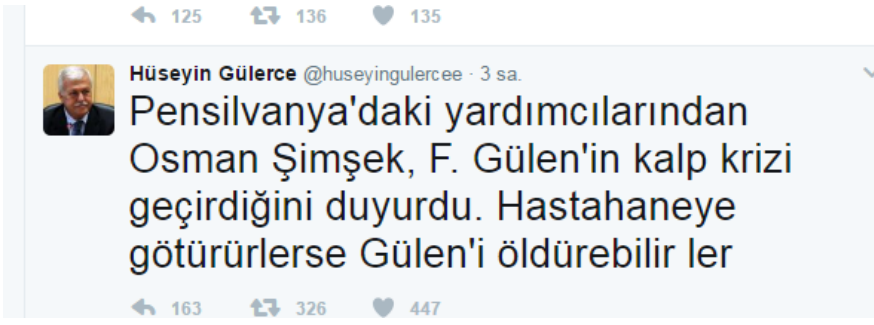 125 136 135
Hüseyin Gülerce @huseyingulercee · 3 sa.
Pensilvanya'daki yardımcılarından
Osman Şimşek, F. Gülen'in kalp krizi
geçirdiğini duyurdu. Hastahaneye
götürürlerse Gülen'i öldürebilir ler
163 326 447